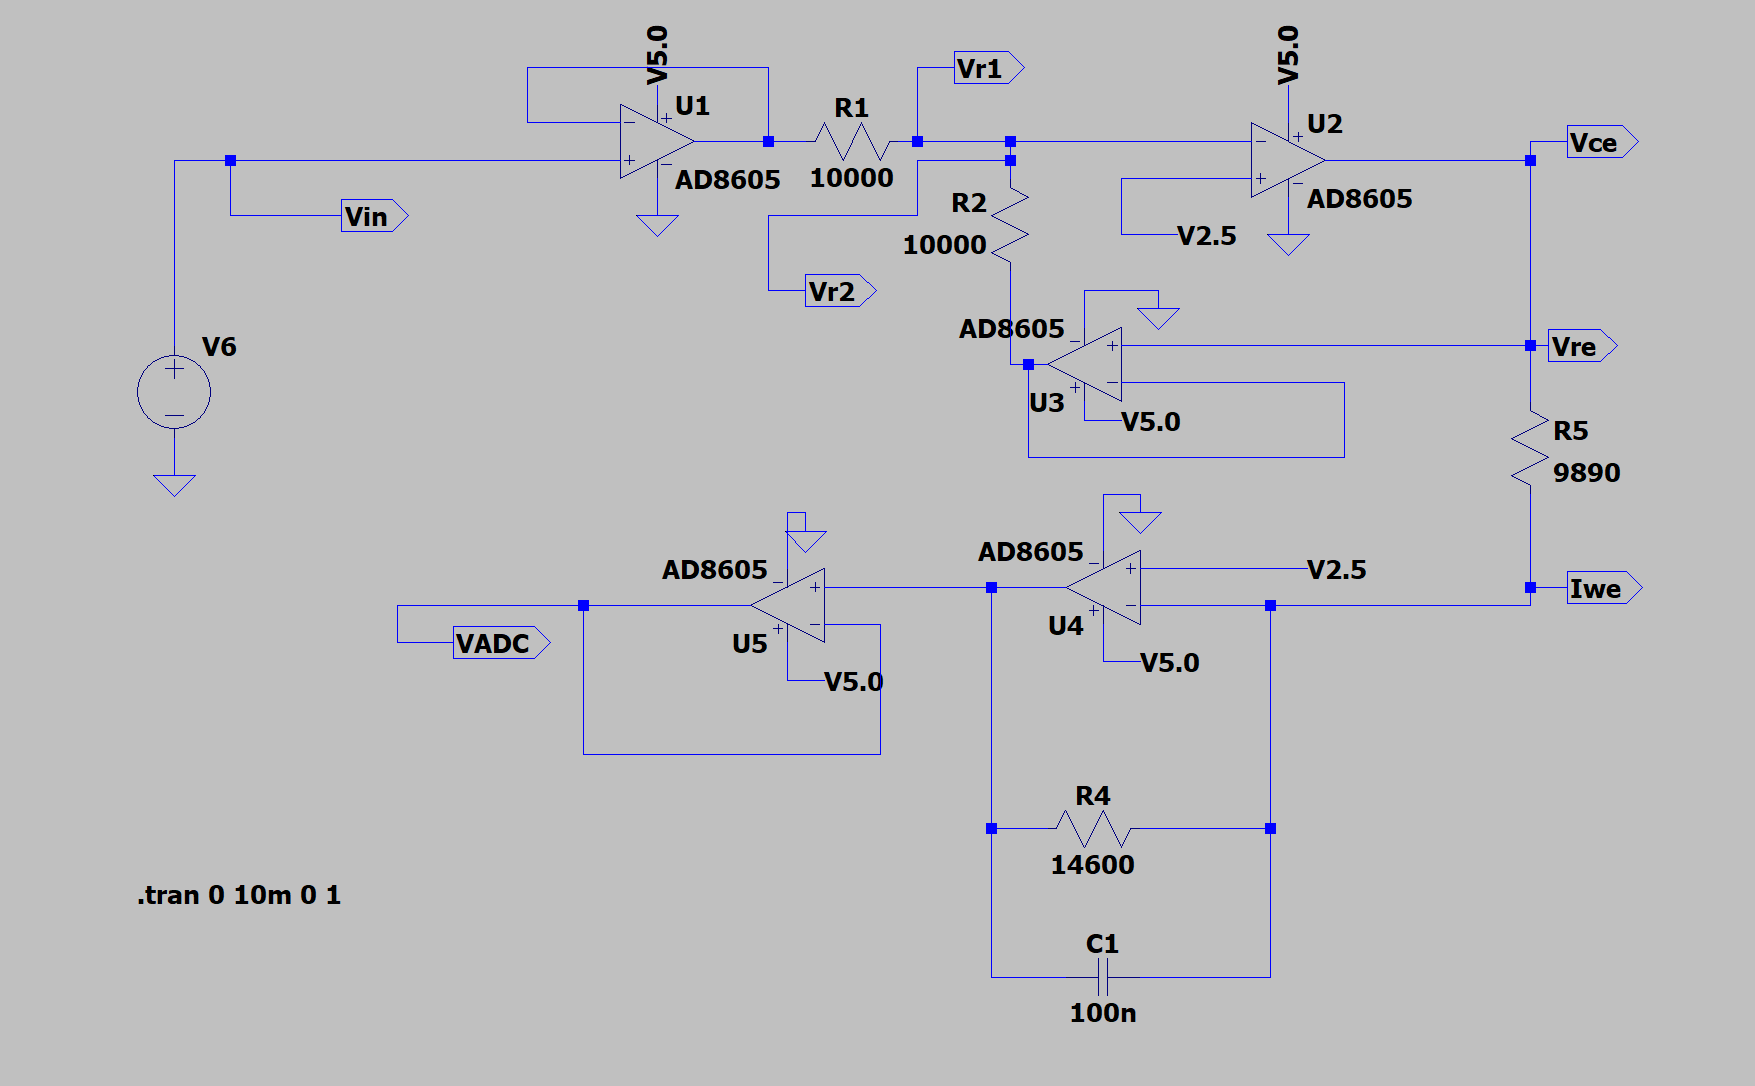 V5.0
V5.0
Vr1
U1
R1
U2
Vce
AD8605
10000
AD8605
Vin
R2
V2.5
10000
Vr2
AD8605
V6
Vre
U3
V5.0
R5
9890
AD8605
AD8605
V2.5
Iwe
U4
U5
VADC
V5.0
V5.0
R4
14600
.tran 0 10m 0 1
C1
100n